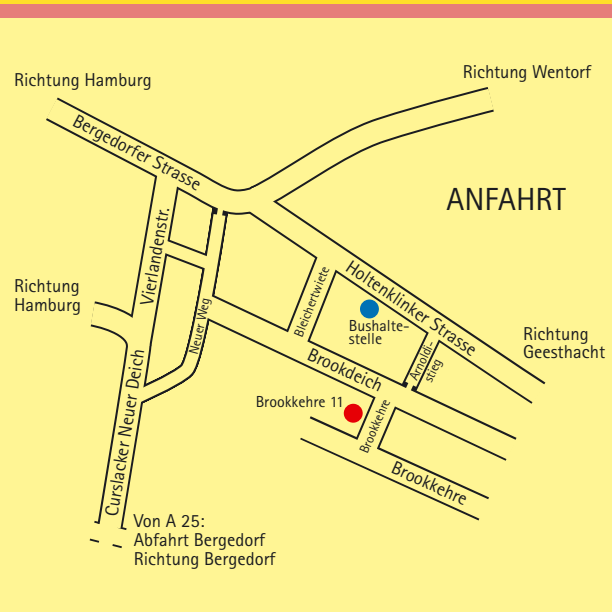 Richtung Hamburg
Richtung Wentorf
Bergedorfer Strasse
ANFAHRT
Vierlandenstr.
Richtung
Hamburg
Neuer Weg
Bleichertwiete
Holtenklinker Strasse
Bushalte-
stelle
Richtung
Geesthacht
Arnoldi-
stieg
Brookdeich
Curslacker Neuer Deich
Brookkehre 11
Brookkehre
Brookkehre
Von A 25:
Abfahrt Bergedorf
Richtung Bergedorf